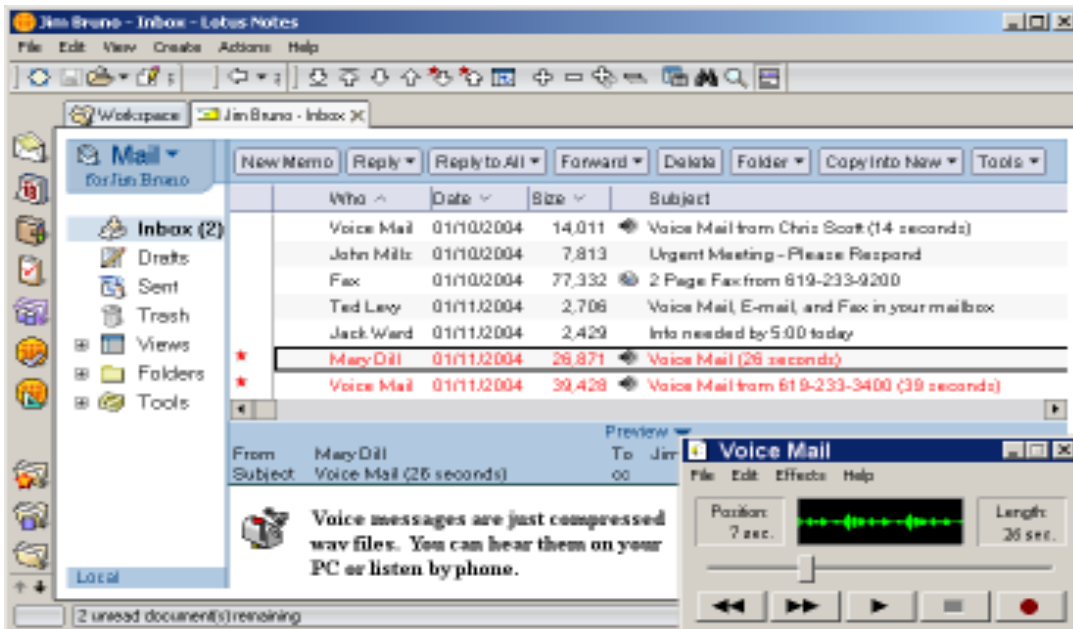 Jim Bruno - Inbox - Lotus Notes
File Edit View Create Actions Help
Workspace Jim Bruno - Inbox
Mail
for Jim Bruno
New Memo Reply Reply to All Forward Delete Folder Copy Into New Tools
Who Date Size Subject
Inbox (2)
Drafts
Sent
Trash
Views
Folders
Tools
Voice Mail 01/10/2004 14,011 Voice Mail from Chris Scott (14 seconds)
John Mills 01/10/2004 7,813 Urgent Meeting - Please Respond
Fax 01/10/2004 77,332 2 Page Fax from 619-233-9200
Ted Levy 01/11/2004 2,706 Voice Mail, E-mail, and Fax in your mailbox
Jack Ward 01/11/2004 2,429 Info needed by 5:00 today
Mary Dill 01/11/2004 26,871 Voice Mail (26 seconds)
Voice Mail 01/11/2004 39,428 Voice Mail from 619-233-3400 (39 seconds)
Preview
From Mary Dill To Jim
Subject Voice Mail (26 seconds) cc
Voice messages are just compressed
wav files. You can hear them on your
PC or listen by phone.
Local
2 unread document(s) remaining
Voice Mail
File Edit Effects Help
Position:
7 sec.
Length:
26 sec.